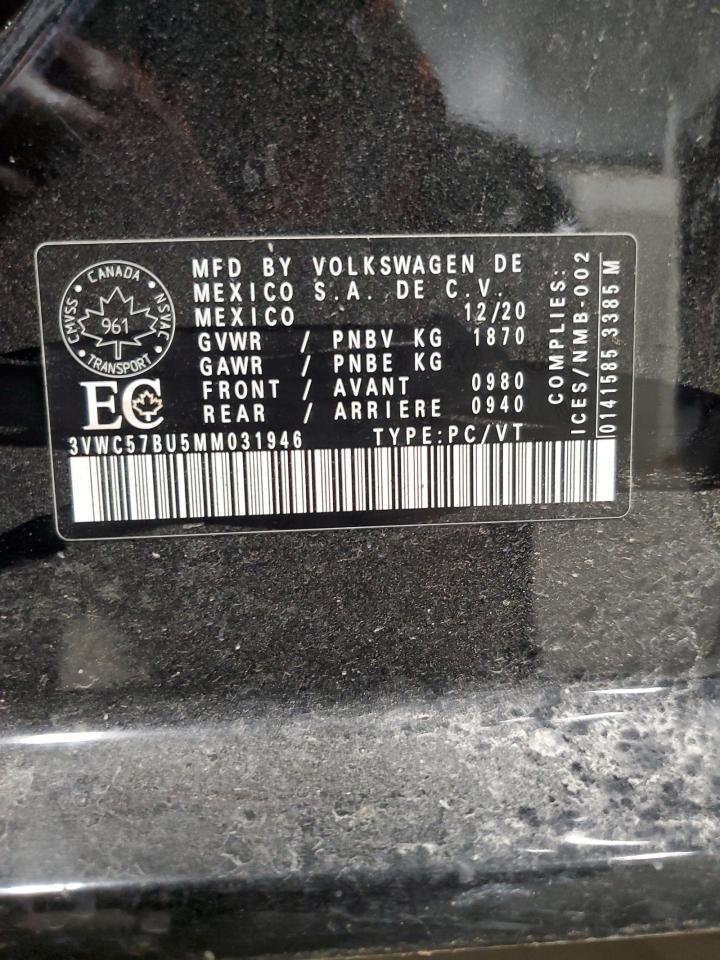 CANADA
CMVSS 961 NSVAC
TRANSPORT
EC
MFD BY VOLKSWAGEN DE
MEXICO S.A. DE C.V.
MEXICO 12/20
GVWR / PNBV KG 1870
GAWR / PNBE KG
FRONT / AVANT 0980
REAR / ARRIERE 0940
3VWC57BU5MM031946 TYPE:PC/VT
COMPLIES:
ICES/NMB-002
0141585 3385M